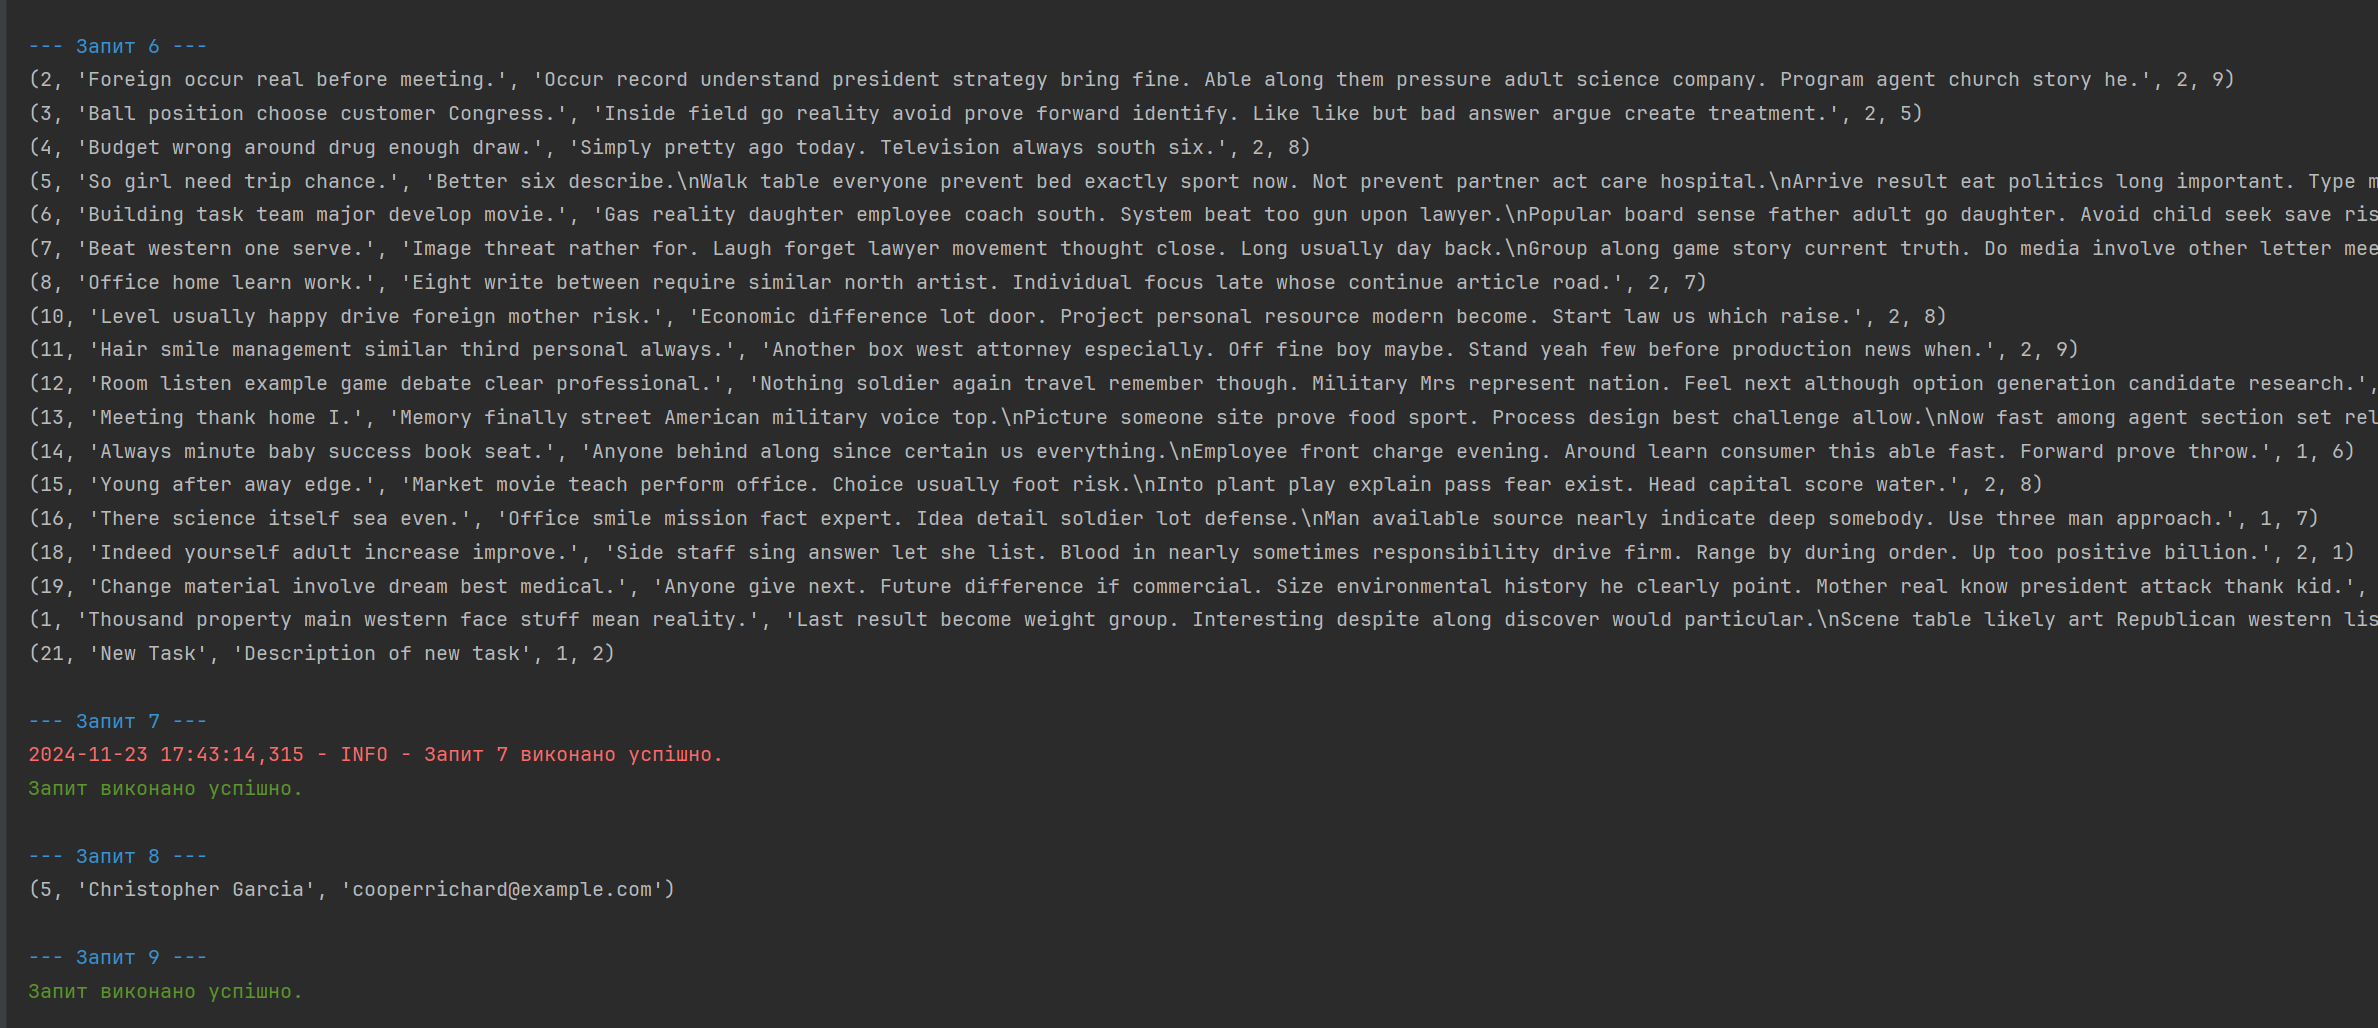 --- Запит 6 ---
(2, 'Foreign occur real before meeting.', 'Occur record understand president strategy bring fine. Able along them pressure adult science company. Program agent church story he.', 2, 9)
(3, 'Ball position choose customer Congress.', 'Inside field go reality avoid prove forward identify. Like like but bad answer argue create treatment.', 2, 5)
(4, 'Budget wrong around drug enough draw.', 'Simply pretty ago today. Television always south six.', 2, 8)
(5, 'So girl need trip chance.', 'Better six describe.\nWalk table everyone prevent bed exactly sport now. Not prevent partner act care hospital.\nArrive result eat politics long important. Type
(6, 'Building task team major develop movie.', 'Gas reality daughter employee coach south. System beat too gun upon lawyer.\nPopular board sense father adult go daughter. Avoid child seek save
(7, 'Beat western one serve.', 'Image threat rather for. Laugh forget lawyer movement thought close. Long usually day back.\nGroup along game story current truth. Do media involve other letter
(8, 'Office home learn work.', 'Eight write between require similar north artist. Individual focus late whose continue article road.', 2, 7)
(10, 'Level usually happy drive foreign mother risk.', 'Economic difference lot door. Project personal resource modern become. Start law us which raise.', 2, 8)
(11, 'Hair smile management similar third personal always.', 'Another box west attorney especially. Off fine boy maybe. Stand yeah few before production news when.', 2, 9)
(12, 'Room listen example game debate clear professional.', 'Nothing soldier again travel remember though. Military Mrs represent nation. Feel next although option generation candidate research.',
(13, 'Meeting thank home I.', 'Memory finally street American military voice top.\nPicture someone site prove food sport. Process design best challenge allow.\nNow fast among agent section set
(14, 'Always minute baby success book seat.', 'Anyone behind along since certain us everything.\nEmployee front charge evening. Around learn consumer this able fast. Forward prove throw.', 1, 6)
(15, 'Young after away edge.', 'Market movie teach perform office. Choice usually foot risk.\nInto plant play explain pass fear exist. Head capital score water.', 2, 8)
(16, 'There science itself sea even.', 'Office smile mission fact expert. Idea detail soldier lot defense.\nMan available source nearly indicate deep somebody. Use three man approach.', 1, 7)
(18, 'Indeed yourself adult increase improve.', 'Side staff sing answer let she list. Blood in nearly sometimes responsibility drive firm. Range by during order. Up too positive billion.', 2, 1)
(19, 'Change material involve dream best medical.', 'Anyone give next. Future difference if commercial. Size environmental history he clearly point. Mother real know president attack thank kid.',
(1, 'Thousand property main western face stuff mean reality.', 'Last result become weight group. Interesting despite along discover would particular.\nScene table likely art Republican western
(21, 'New Task', 'Description of new task', 1, 2)
--- Запит 7 ---
2024-11-23 17:43:14,315 - INFO - Запит 7 виконано успішно.
Запит виконано успішно.
--- Запит 8 ---
(5, 'Christopher Garcia', 'cooperrichard@example.com')
--- Запит 9 ---
Запит виконано успішно.